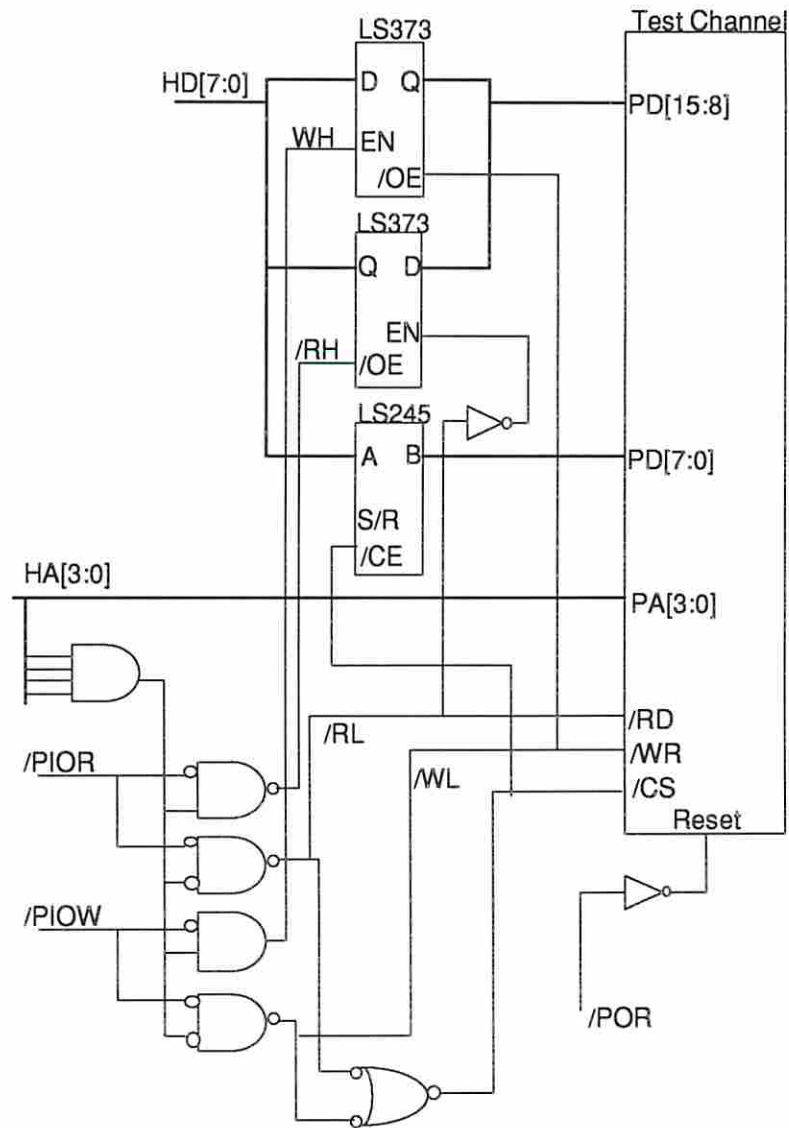 LS373
Test Channel
HD[7:0]
D Q
PD[15:8]
WH
EN
/OE
LS373
Q D
EN
/RH
/OE
LS245
A B
PD[7:0]
S/R
/CE
HA[3:0]
PA[3:0]
/RL
/RD
/PIOR
/WL
/WR
/CS
Reset
/PIOW
/POR